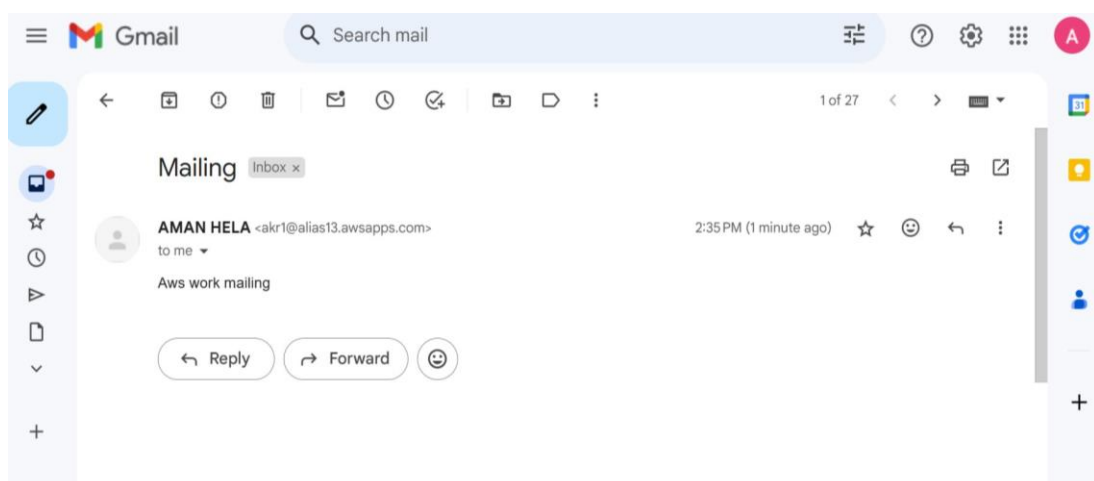 Gmail
Search mail
A
1 of 27
31
Mailing Inbox ×
AMAN HELA <akr1@alias13.awsapps.com> 2:35 PM (1 minute ago)
to me
Aws work mailing
Reply Forward